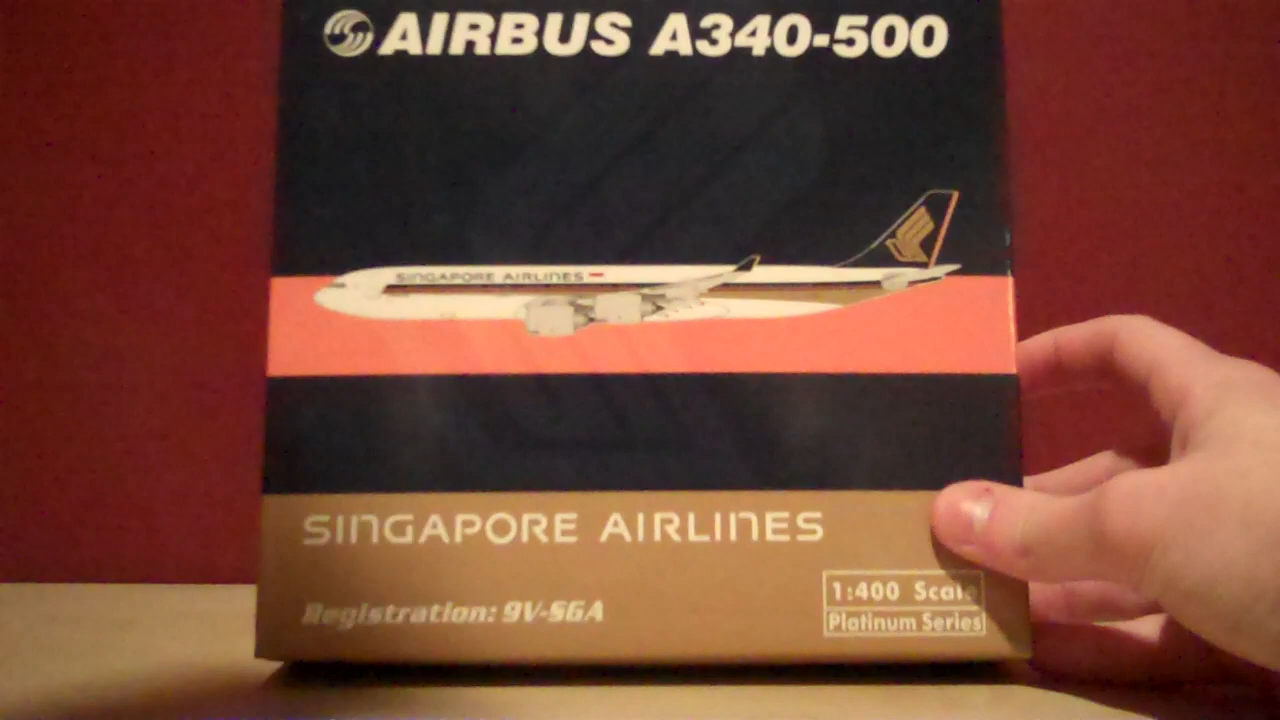 AIRBUS A340-500
SINGAPORE AIRLINES
SINGAPORE AIRLINES
Registration: 9V-SGA
1:400 Scale
Platinum Series